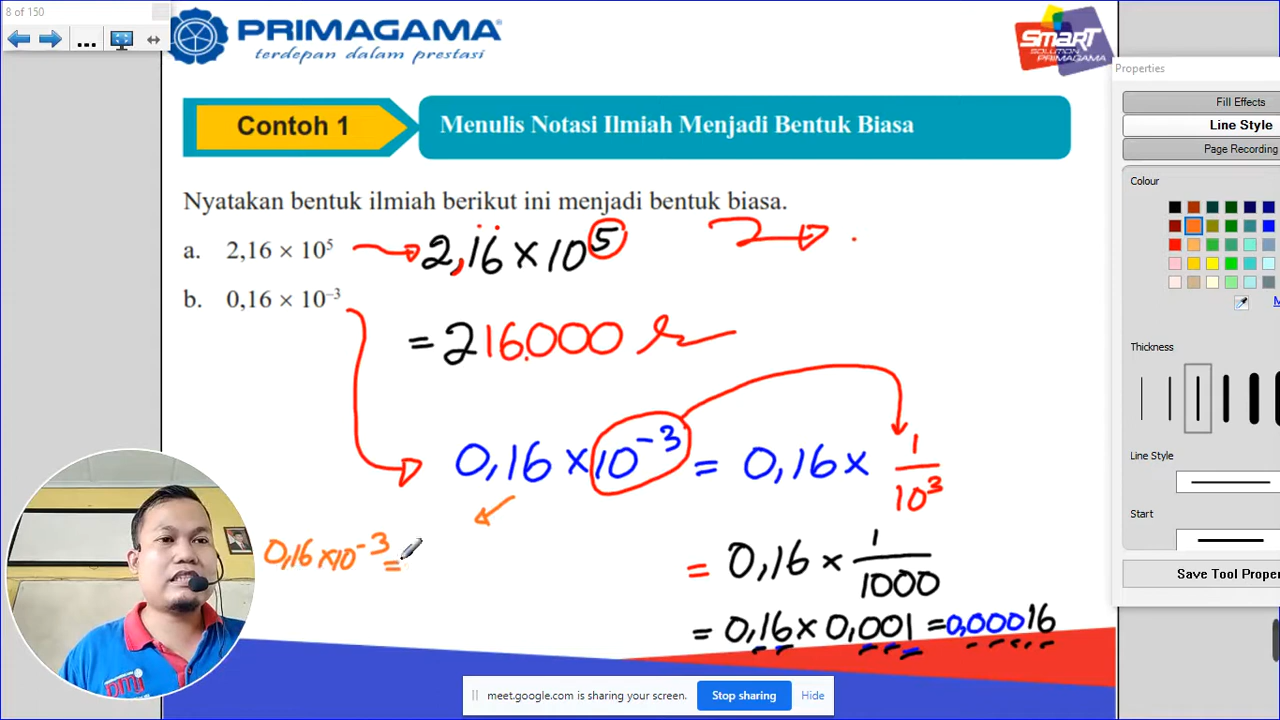 8 of 150
...
PRIMAGAMA
terdepan dalam prestasi
SMART
SOLUTION
PRIMAGAMA
Properties
Fill Effects
Line Style
Page Recording
Colour
Thickness
Line Style
Start
Save Tool Proper
Contoh 1
Menulis Notasi Ilmiah Menjadi Bentuk Biasa
Nyatakan bentuk ilmiah berikut ini menjadi bentuk biasa.
a. 2,16 × 10⁵
2,16 × 10⁵
b. 0,16 × 10⁻³
= 216.000
0,16 × 10⁻³ = 0,16 × 1/10³
0,16 × 10⁻³ =
= 0,16 × 1/1000
= 0,16 × 0,001 = 0,00016
meet.google.com is sharing your screen.
Stop sharing
Hide